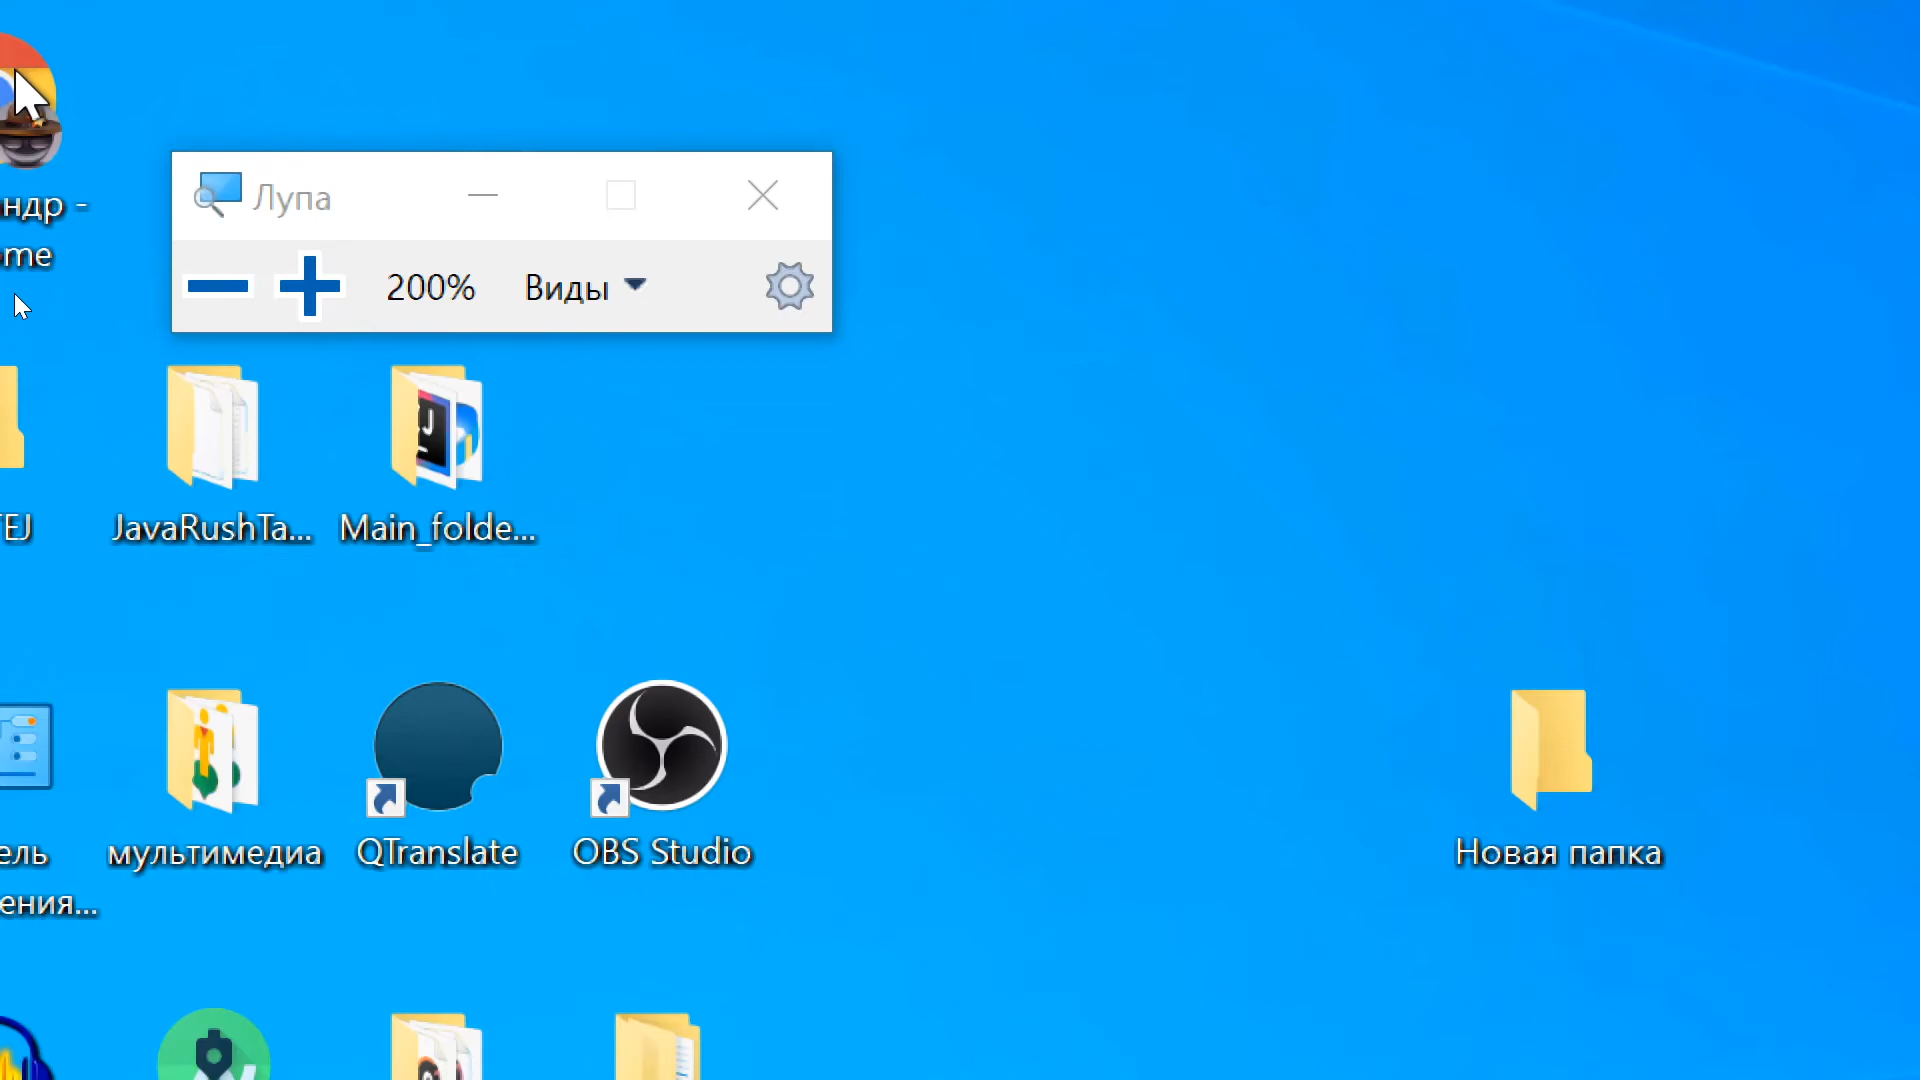 Лупа
200% Виды
ндр -
me
EJ
JavaRushTa...
Main_folde...
ель
ения...
мультимедиа
QTranslate
OBS Studio
Новая папка